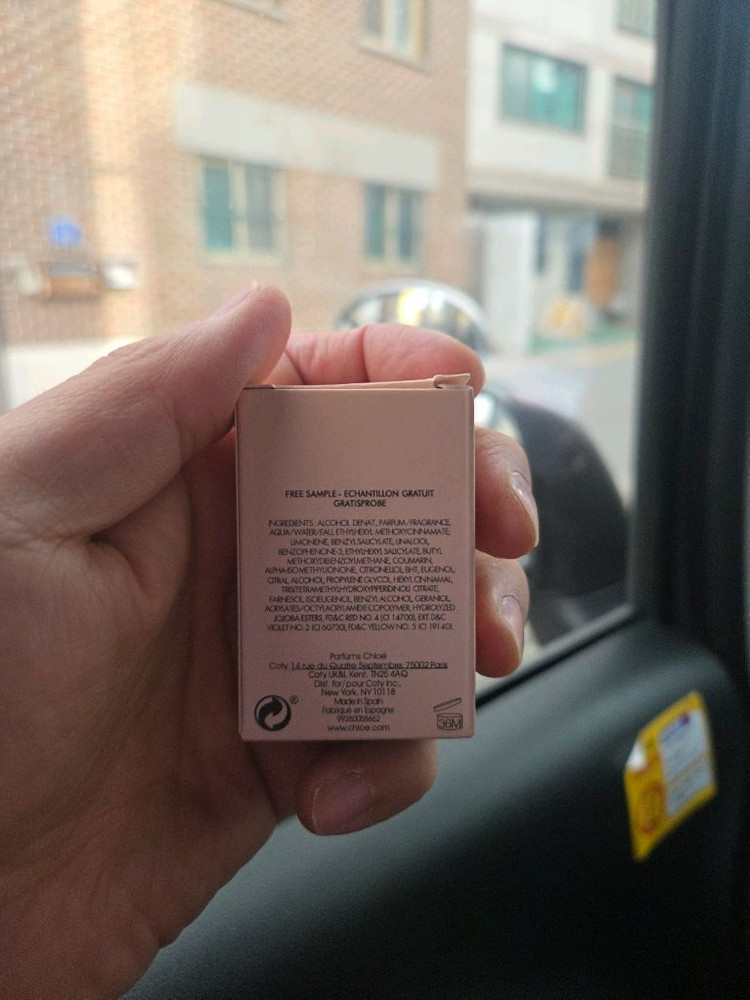 FREE SAMPLE - ECHANTILLON GRATUIT
GRATISPROBE
INGREDIENTS: ALCOHOL DENAT., PARFUM/FRAGRANCE,
AQUA/WATER/EAU, ETHYLHEXYL METHOXYCINNAMATE,
LIMONENE, BENZYL SALICYLATE, LINALOOL,
BENZOPHENONE-3, ETHYLHEXYL SALICYLATE, BUTYL
METHOXYDIBENZOYLMETHANE, COUMARIN,
ALPHA-ISOMETHYL IONONE, CITRONELLOL, BHT, EUGENOL,
CITRAL, ALCOHOL, PROPYLENE GLYCOL, HEXYL CINNAMAL,
TRIS(TETRAMETHYLHYDROXYPIPERIDINOL) CITRATE,
FARNESOL, ISOEUGENOL, BENZYL ALCOHOL, GERANIOL,
ACRYLATES/OCTYLACRYLAMIDE COPOLYMER, HYDROLYZED
JOJOBA ESTERS, FD&C RED NO. 4 (CI 14700), EXT. D&C
VIOLET NO. 2 (CI 60730), FD&C YELLOW NO. 5 (CI 19140).
Parfums Chloé
Coty, 14 rue du Quatre Septembre, 75002 Paris
Coty UK&I, Kent, TN25 4AQ
Dist. for/pour Coty Inc.,
New York, NY 10118
Made in Spain
Fabriqué en Espagne
99260058662
www.chloe.com
®
36M